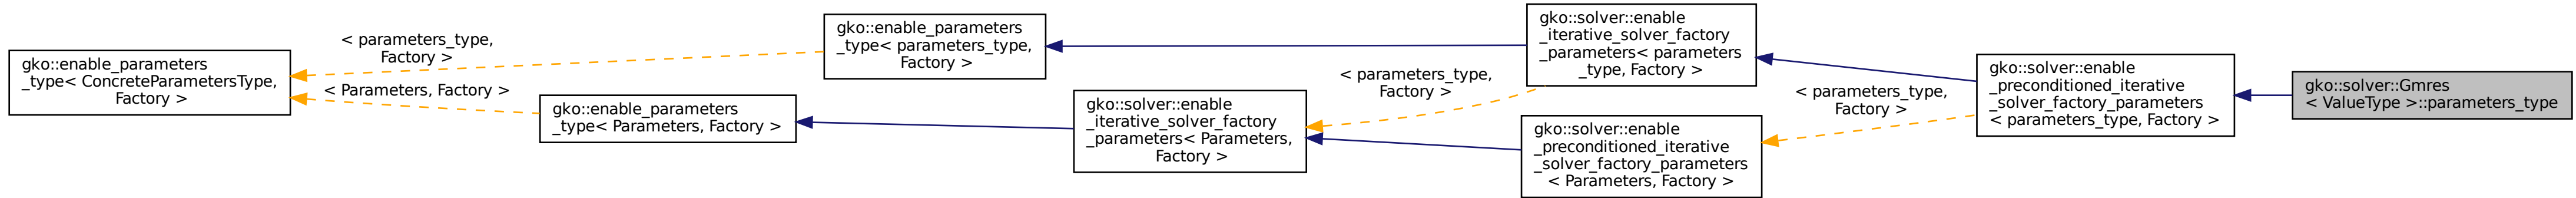 gko::enable_parameters
_type< ConcreteParametersType,
Factory >
< parameters_type,
Factory >
< Parameters, Factory >
gko::enable_parameters
_type< parameters_type,
Factory >
gko::enable_parameters
_type< Parameters, Factory >
gko::solver::enable
_iterative_solver_factory
_parameters< Parameters,
Factory >
< parameters_type,
Factory >
gko::solver::enable
_iterative_solver_factory
_parameters< parameters
_type, Factory >
gko::solver::enable
_preconditioned_iterative
_solver_factory_parameters
< Parameters, Factory >
< parameters_type,
Factory >
gko::solver::enable
_preconditioned_iterative
_solver_factory_parameters
< parameters_type, Factory >
gko::solver::Gmres
< ValueType >::parameters_type